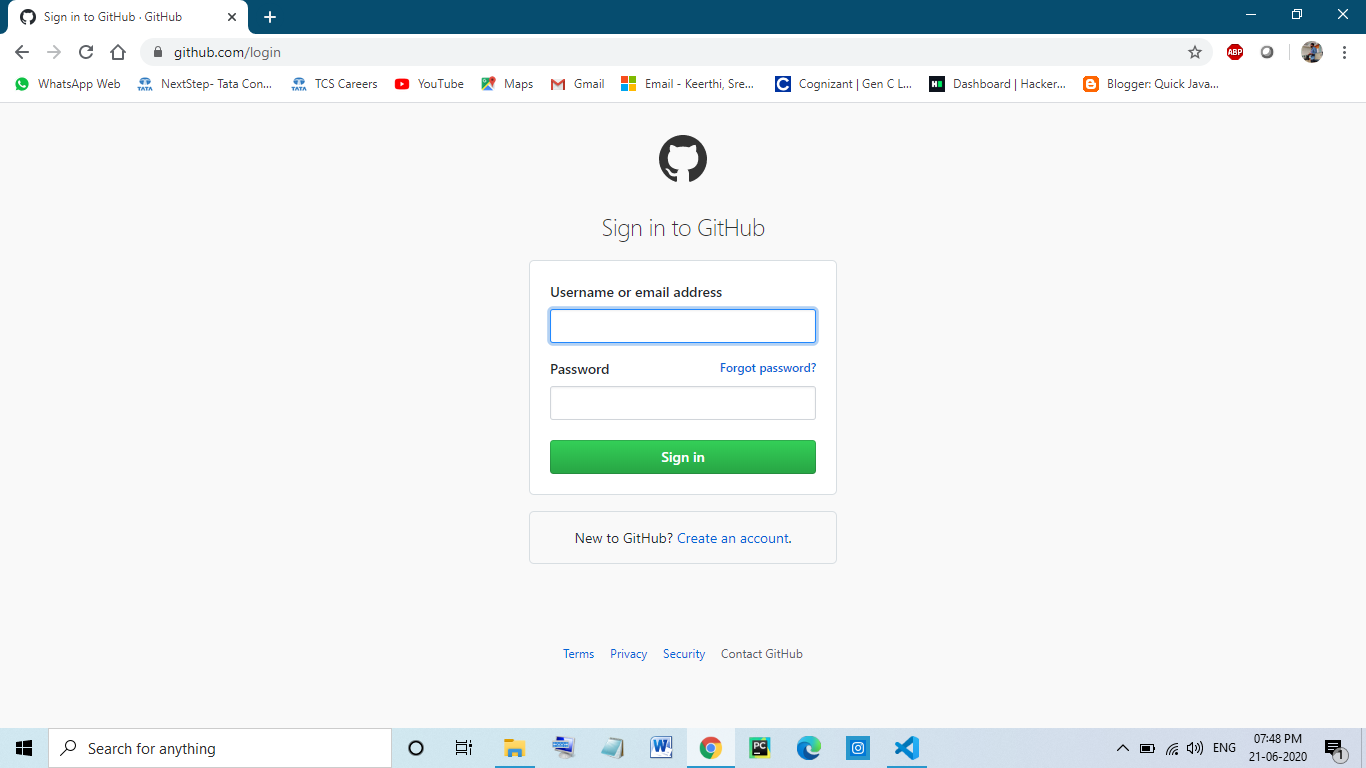 Sign in to GitHub · GitHub
github.com/login
ABP
WhatsApp Web TATA NextStep- Tata Con... TATA TCS Careers YouTube Maps Gmail Email - Keerthi, Sre... C Cognizant | Gen C L... H Dashboard | Hacker... Blogger: Quick Java...
Sign in to GitHub
Username or email address
Password Forgot password?
Sign in
New to GitHub? Create an account.
Terms Privacy Security Contact GitHub
Search for anything
W
PC
ENG
07:48 PM
21-06-2020
1